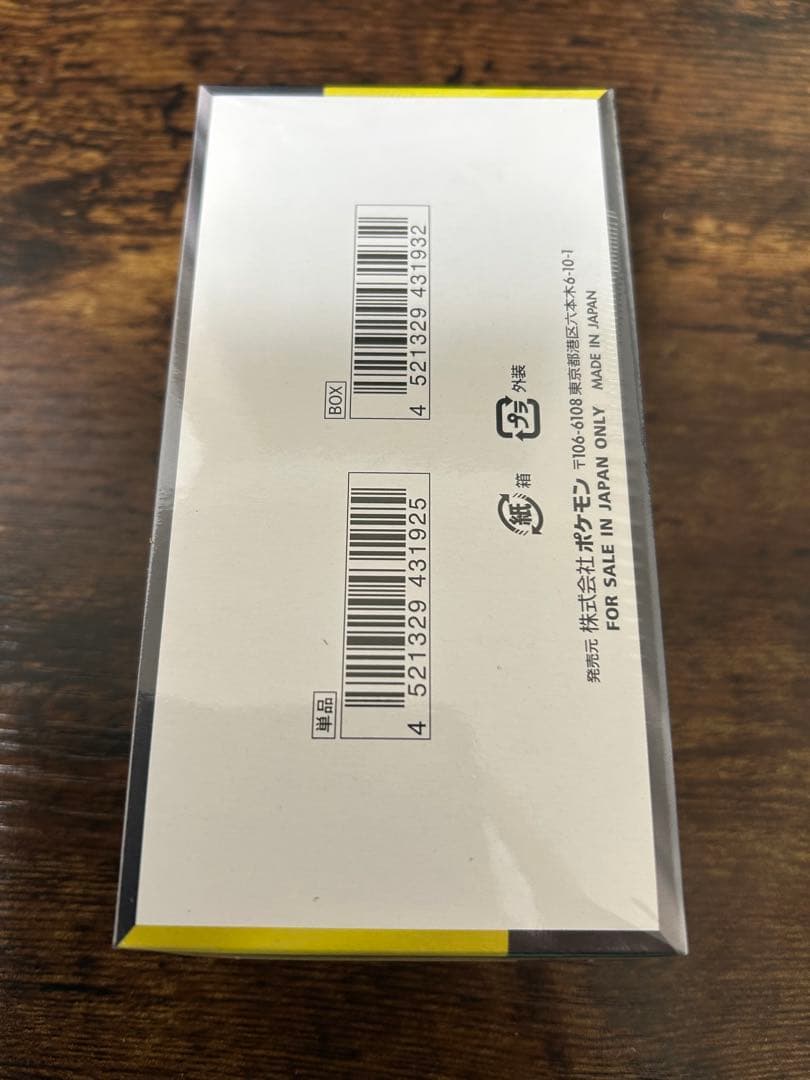 単品
4 521329 431925
BOX
4 521329 431932
紙 箱 プラ 外装
発売元 株式会社 ポケモン 〒106-6108 東京都港区六本木6-10-1
FOR SALE IN JAPAN ONLY MADE IN JAPAN